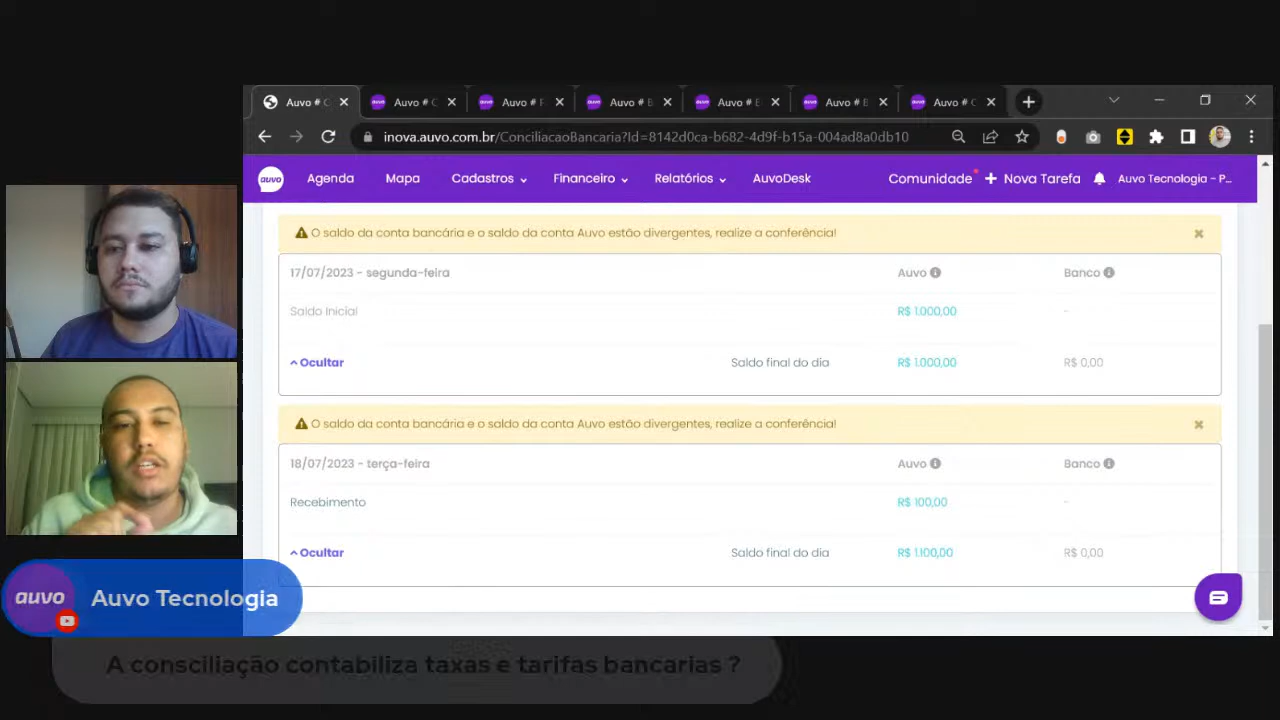 Auvo # C
Auvo # C
Auvo # F
Auvo # B
Auvo # E
Auvo # B
Auvo # C
inova.auvo.com.br/ConciliacaoBancaria?Id=8142d0ca-b682-4d9f-b15a-004ad8a0db10
auvo Agenda Mapa Cadastros Financeiro Relatórios AuvoDesk Comunidade + Nova Tarefa Auvo Tecnologia - P...
O saldo da conta bancária e o saldo da conta Auvo estão divergentes, realize a conferência!
17/07/2023 - segunda-feira Auvo Banco
Saldo Inicial R$ 1.000,00 -
Ocultar Saldo final do dia R$ 1.000,00 R$ 0,00
O saldo da conta bancária e o saldo da conta Auvo estão divergentes, realize a conferência!
18/07/2023 - terça-feira Auvo Banco
Recebimento R$ 100,00 -
Ocultar Saldo final do dia R$ 1.100,00 R$ 0,00
auvo Auvo Tecnologia
A consciliação contabiliza taxas e tarifas bancarias ?